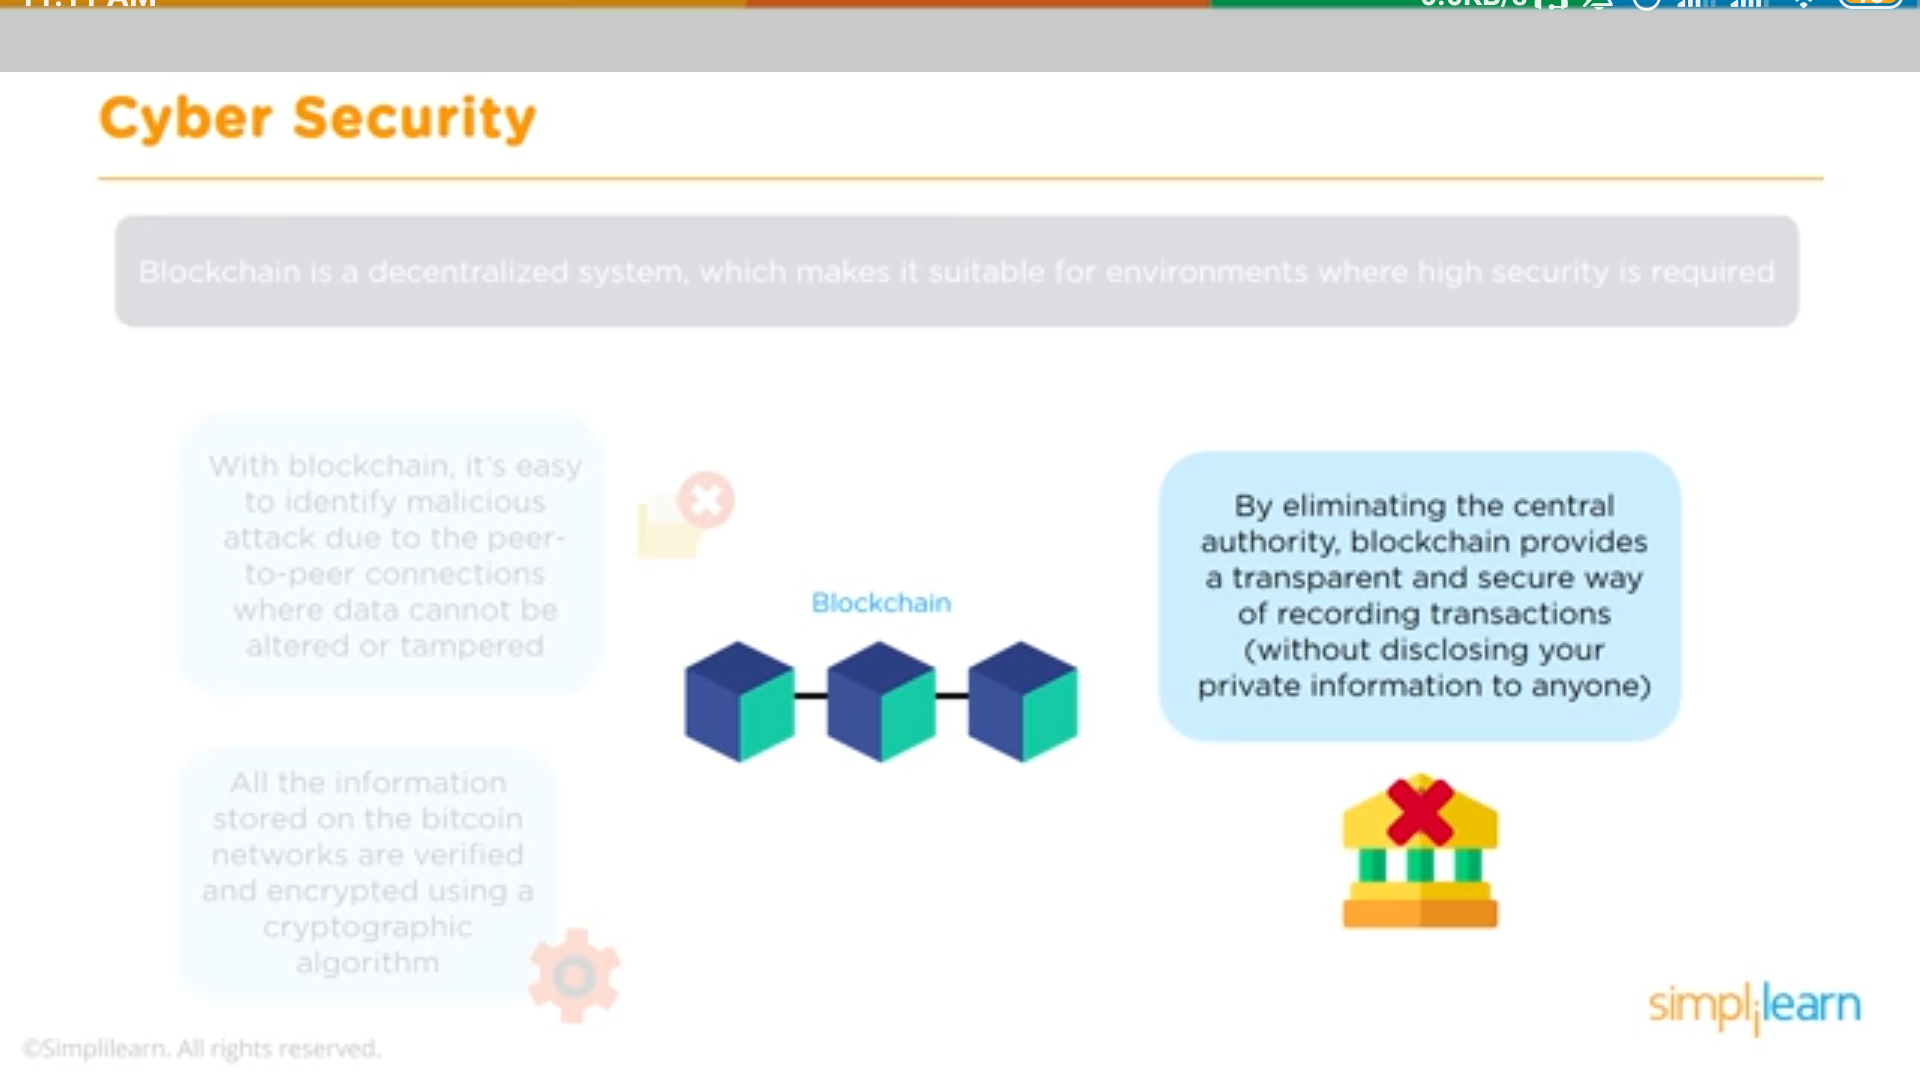 Cyber Security
Blockchain is a decentralized system, which makes it suitable for environments where high security is required
With blockchain, it's easy
to identify malicious
attack due to the peer-
to-peer connections
where data cannot be
altered or tampered
Blockchain
By eliminating the central
authority, blockchain provides
a transparent and secure way
of recording transactions
(without disclosing your
private information to anyone)
All the information
stored on the bitcoin
networks are verified
and encrypted using a
cryptographic
algorithm
simplilearn
©Simplilearn. All rights reserved.